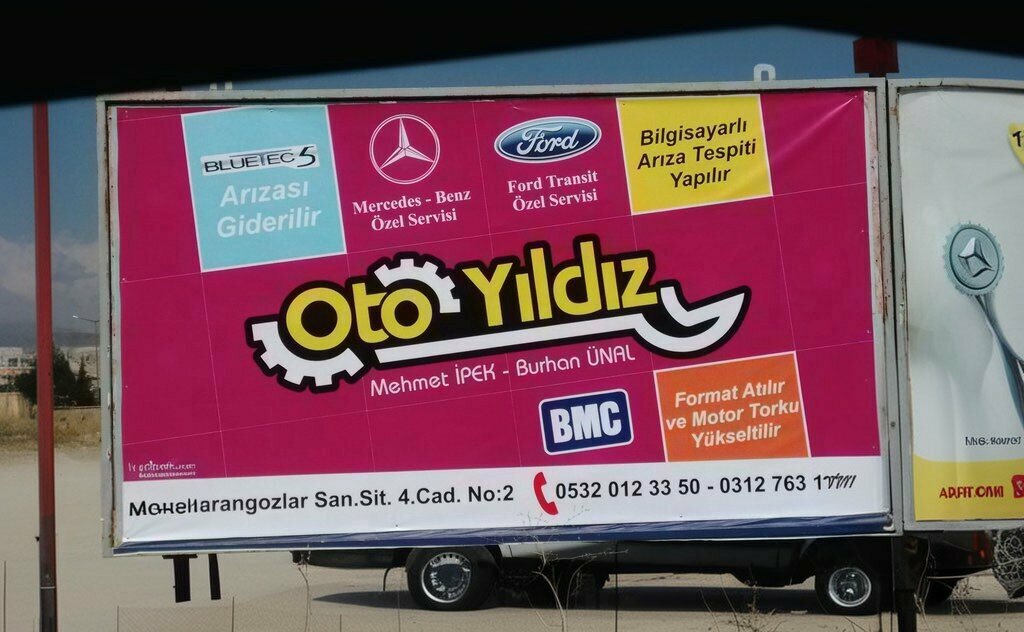 BLUETEC 5
Arızası
Giderilir
Mercedes - Benz
Özel Servisi
Ford
Ford Transit
Özel Servisi
Bilgisayarlı
Arıza Tespiti
Yapılır
Oto Yıldız
Mehmet İPEK - Burhan ÜNAL
BMC
Format Atılır
ve Motor Torku
Yükseltilir
San.Sit. 4.Cad. No:2
0532 012 33 50 - 0312 763